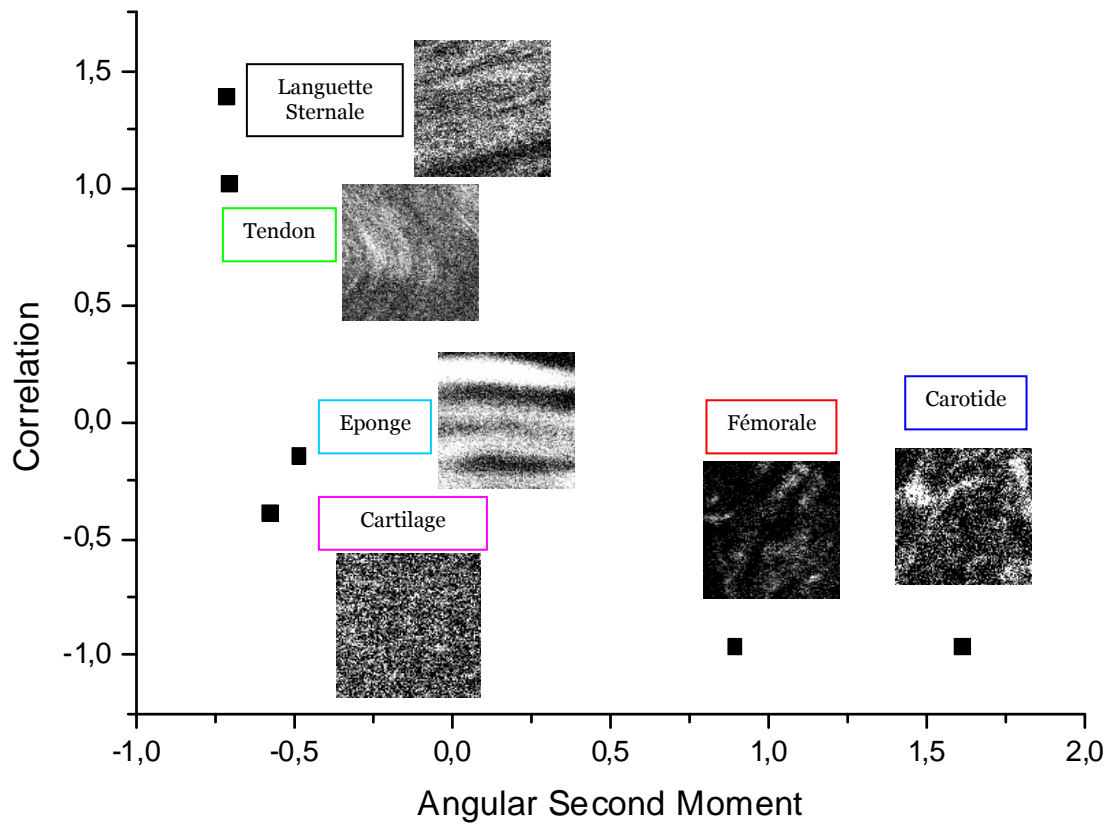 1,5
1,0
0,5
0,0
-0,5
-1,0
Correlation
Languette
Sternale
Tendon
Eponge
Cartilage
Fémorale
Carotide
-1,0
-0,5
0,0
0,5
1,0
1,5
2,0
Angular Second Moment